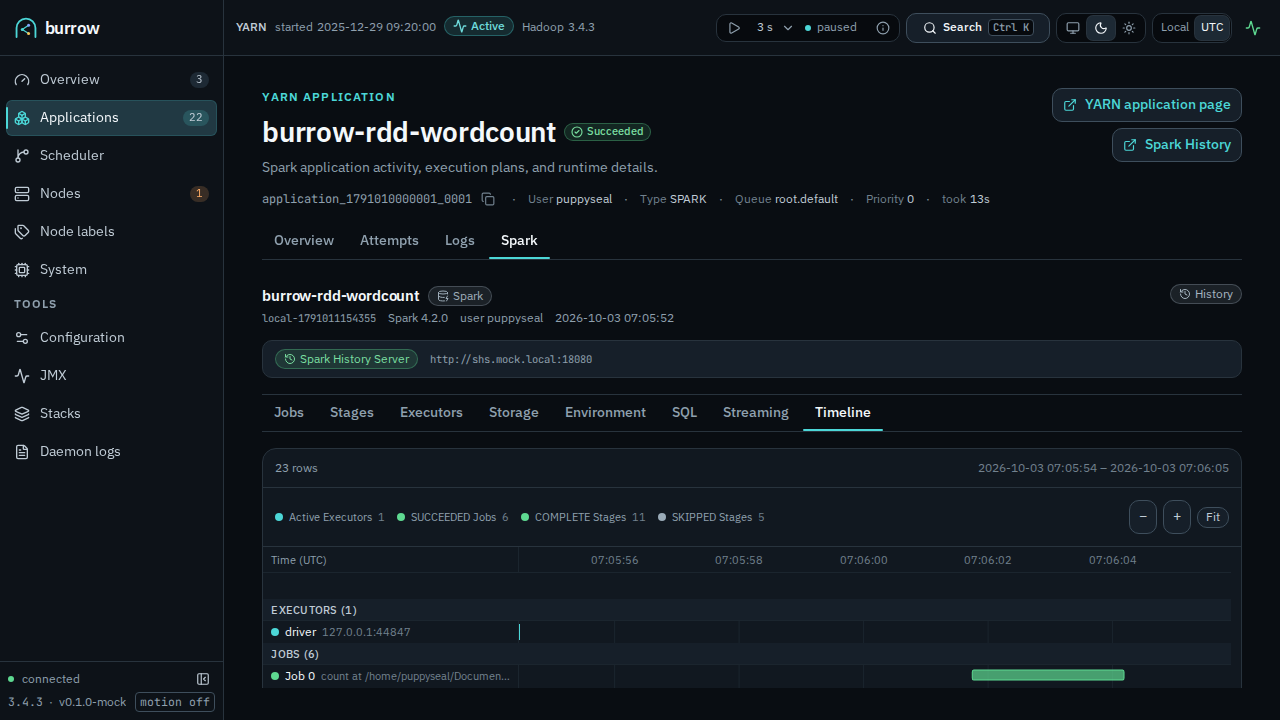 burrow
YARN started 2025-12-29 09:20:00 Active Hadoop 3.4.3
3 s paused
Search Ctrl K
Local UTC
Overview 3
Applications 22
Scheduler
Nodes 1
Node labels
System
TOOLS
Configuration
JMX
Stacks
Daemon logs
connected
3.4.3 · v0.1.0-mock motion off
YARN APPLICATION
burrow-rdd-wordcount Succeeded
Spark application activity, execution plans, and runtime details.
YARN application page
Spark History
application_1791010000001_0001 · User puppyseal · Type SPARK · Queue root.default · Priority 0 · took 13s
Overview Attempts Logs Spark
burrow-rdd-wordcount Spark
History
local-1791011154355 Spark 4.2.0 user puppyseal 2026-10-03 07:05:52
Spark History Server http://shs.mock.local:18080
Jobs Stages Executors Storage Environment SQL Streaming Timeline
23 rows 2026-10-03 07:05:54 – 2026-10-03 07:06:05
Active Executors 1 SUCCEEDED Jobs 6 COMPLETE Stages 11 SKIPPED Stages 5
− + Fit
Time (UTC) 07:05:56 07:05:58 07:06:00 07:06:02 07:06:04
EXECUTORS (1)
driver 127.0.0.1:44847
JOBS (6)
Job 0 count at /home/puppyseal/Documen...